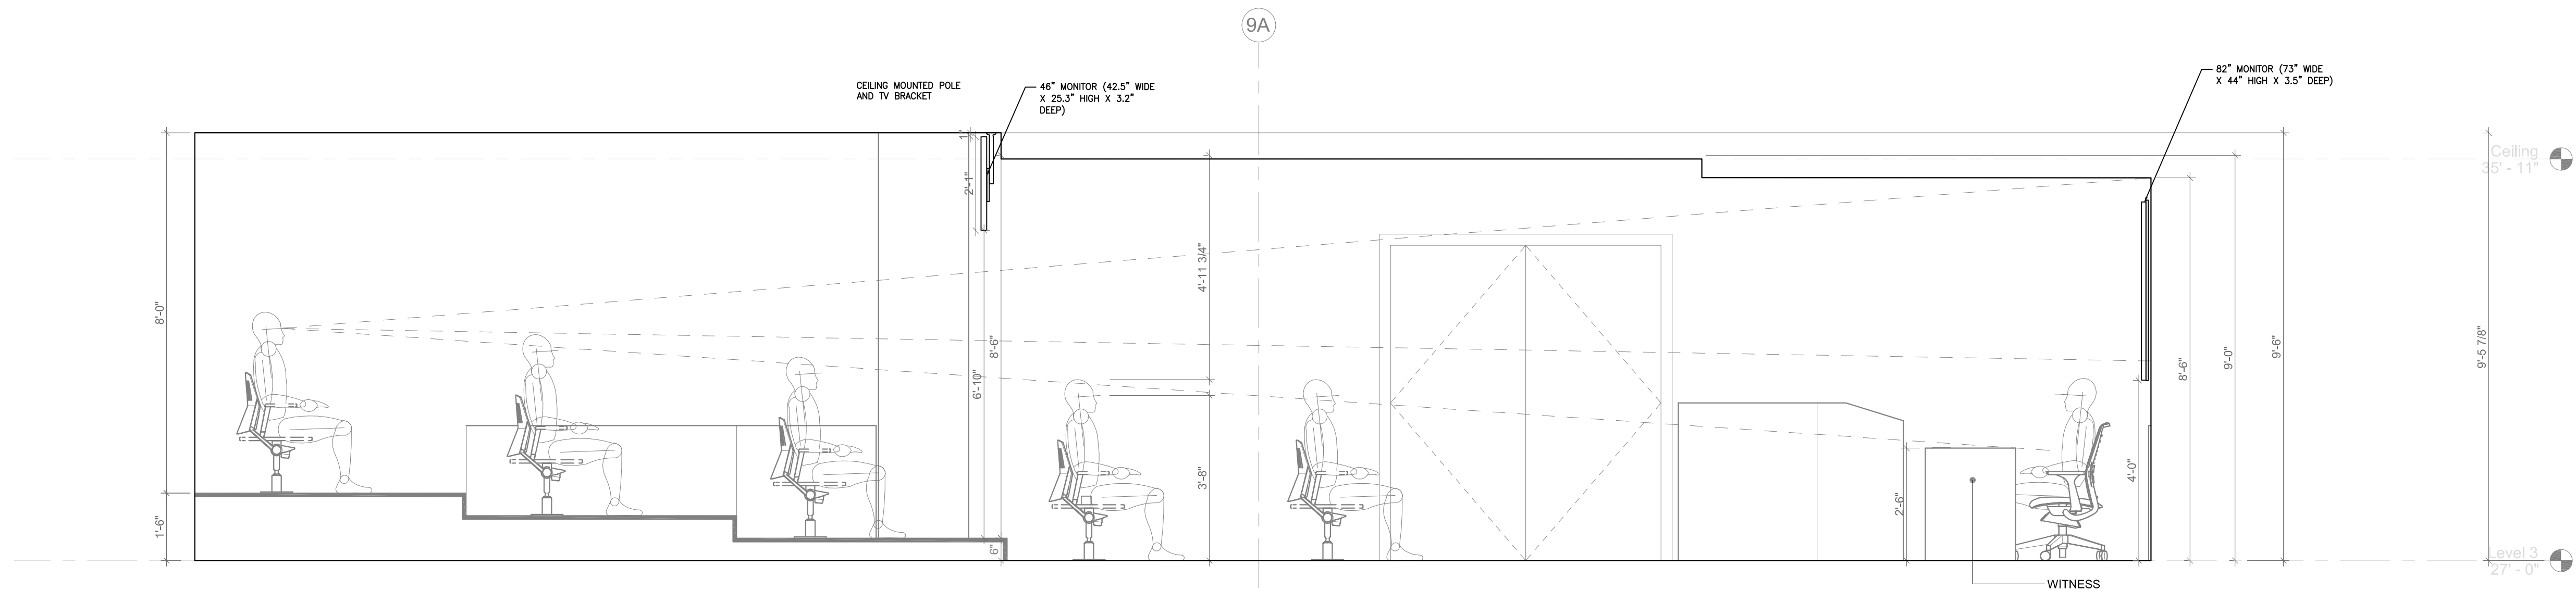 9A
CEILING MOUNTED POLE
AND TV BRACKET
46" MONITOR (42.5" WIDE
X 25.3" HIGH X 3.2"
DEEP)
82" MONITOR (73" WIDE
X 44" HIGH X 3.5" DEEP)
1'
Ceiling
35' - 11"
2'-1"
4'-11 3/4"
8'-0"
8'-6"
6'-10"
8'-6"
9'-0"
9'-6"
9'-5 7/8"
3'-8"
4'-0"
2'-6"
1'-6"
6"
Level 3
27' - 0"
WITNESS